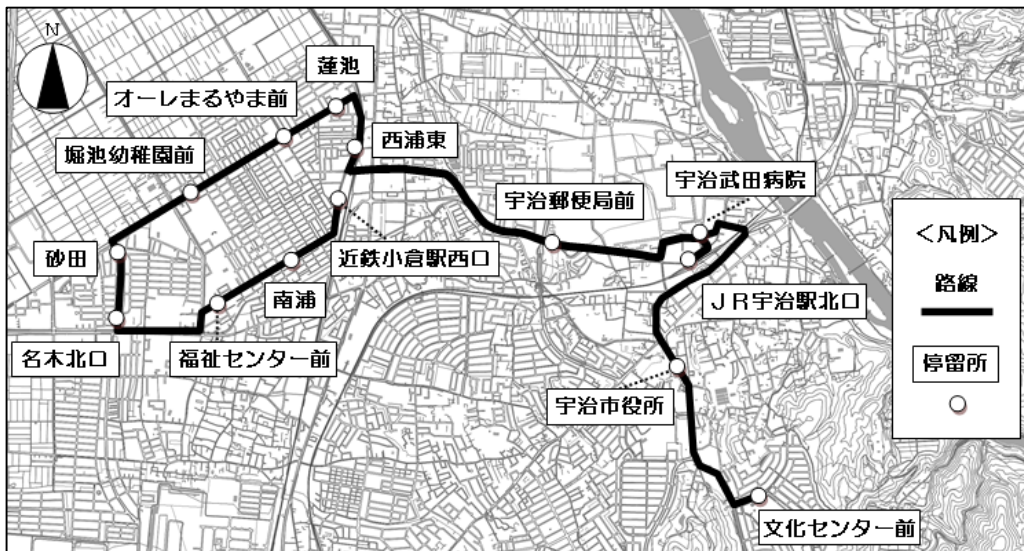 N
蓮池
オーレまるやま前
西浦東
堀池幼稚園前
宇治武田病院
宇治郵便局前
<凡例>
砂田
近鉄小倉駅西口
南浦
路線
JR宇治駅北口
名木北口
福祉センター前
停留所
宇治市役所
文化センター前